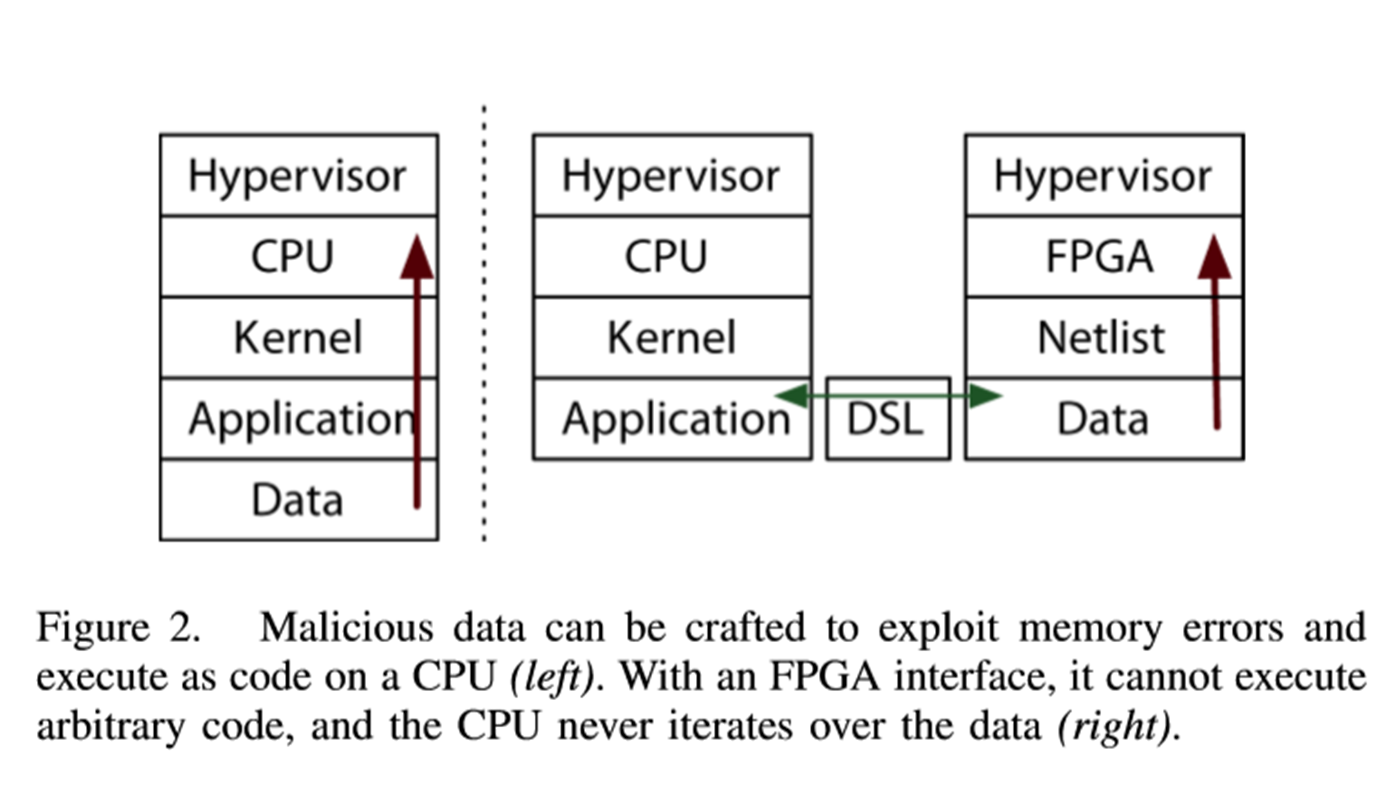 Hypervisor
CPU
Kernel
Application
Data
Hypervisor
CPU
Kernel
Application
DSL
Hypervisor
FPGA
Netlist
Data
Figure 2. Malicious data can be crafted to exploit memory errors and
execute as code on a CPU (left). With an FPGA interface, it cannot execute
arbitrary code, and the CPU never iterates over the data (right).